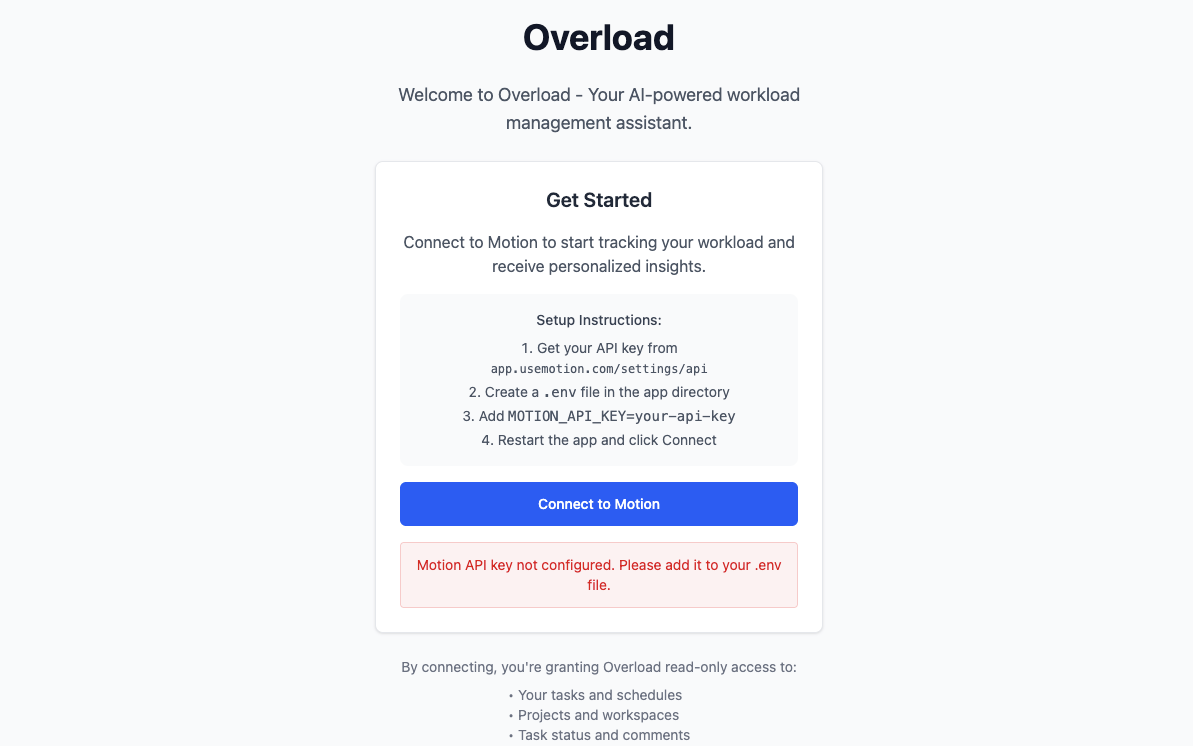 Overload
Welcome to Overload - Your AI-powered workload
management assistant.
Get Started
Connect to Motion to start tracking your workload and
receive personalized insights.
Setup Instructions:
1. Get your API key from
app.usemotion.com/settings/api
2. Create a .env file in the app directory
3. Add MOTION_API_KEY=your-api-key
4. Restart the app and click Connect
Connect to Motion
Motion API key not configured. Please add it to your .env
file.
By connecting, you're granting Overload read-only access to:
• Your tasks and schedules
• Projects and workspaces
• Task status and comments